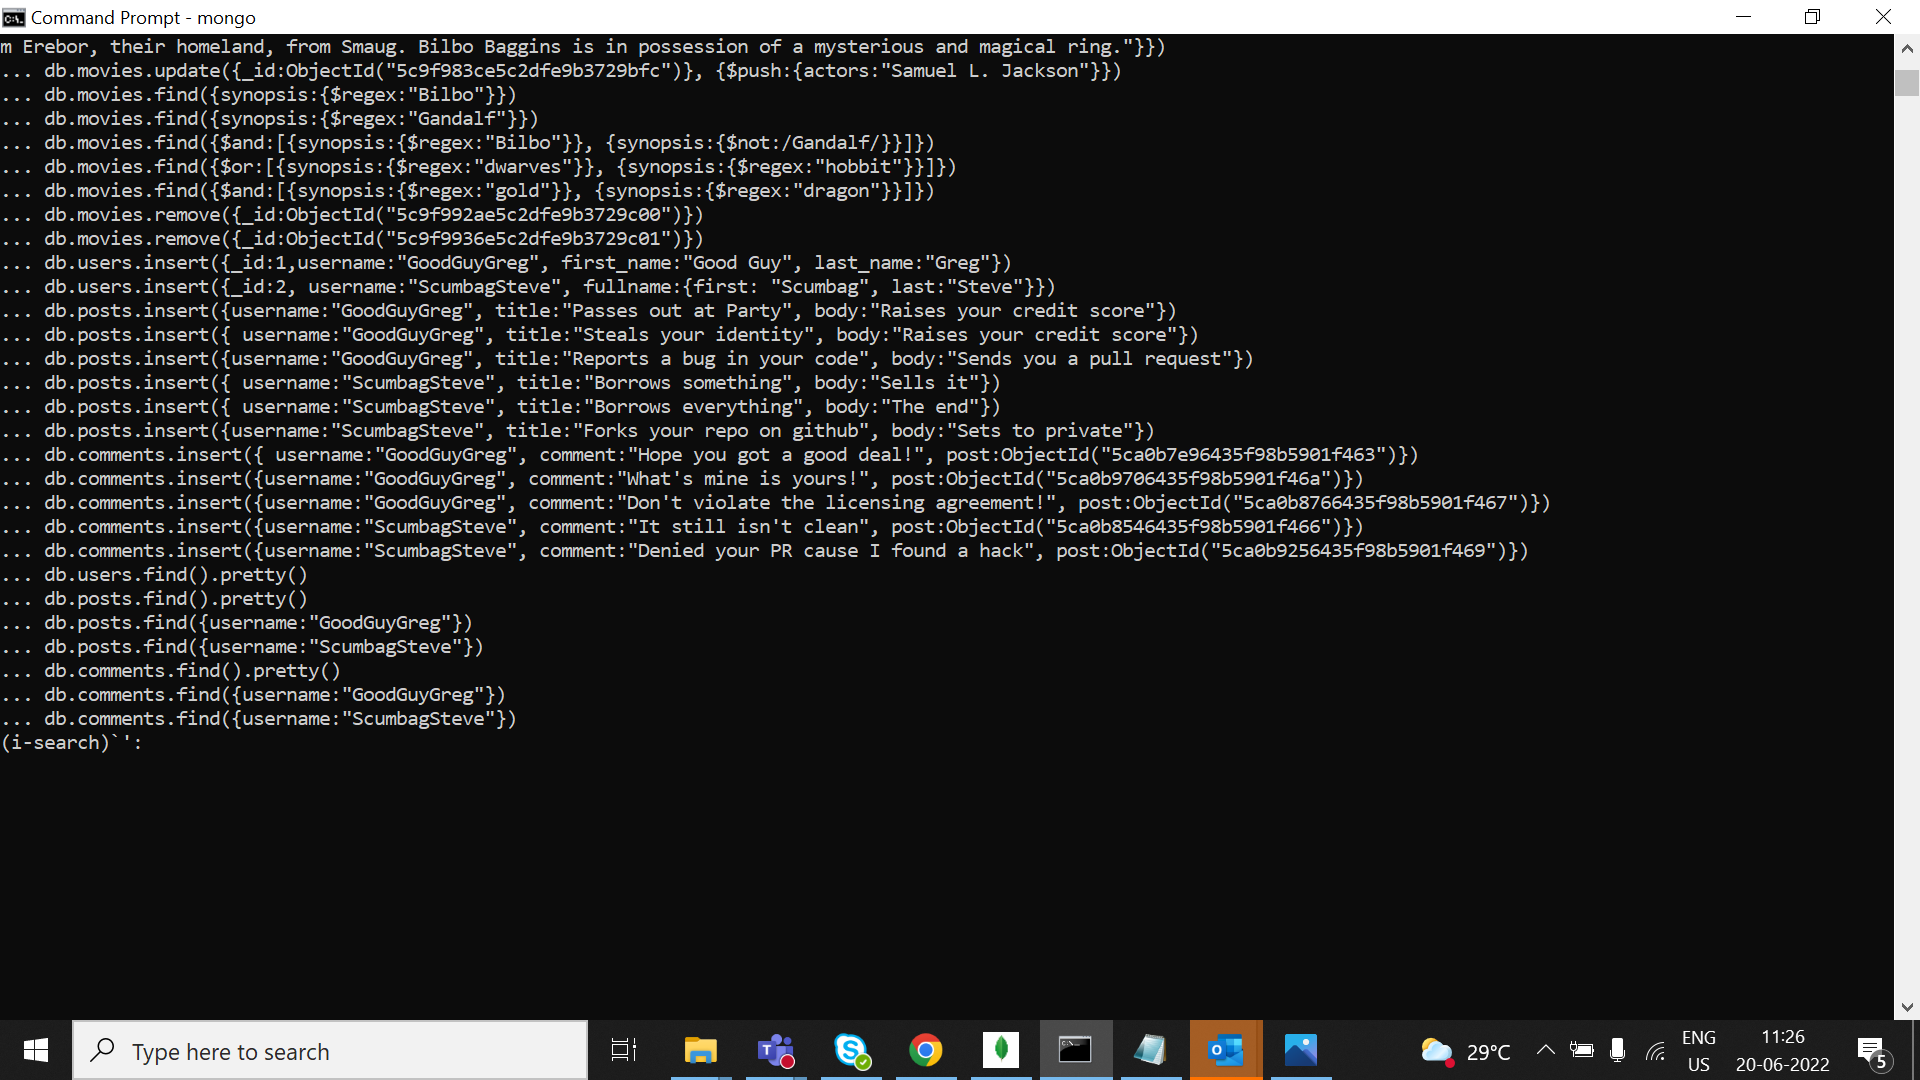 Command Prompt - mongo
m Erebor, their homeland, from Smaug. Bilbo Baggins is in possession of a mysterious and magical ring."}})
... db.movies.update({_id:ObjectId("5c9f983ce5c2dfe9b3729bfc")}, {$push:{actors:"Samuel L. Jackson"}})
... db.movies.find({synopsis:{$regex:"Bilbo"}})
... db.movies.find({synopsis:{$regex:"Gandalf"}})
... db.movies.find({$and:[{synopsis:{$regex:"Bilbo"}}, {synopsis:{$not:/Gandalf/}}]})
... db.movies.find({$or:[{synopsis:{$regex:"dwarves"}}, {synopsis:{$regex:"hobbit"}}]})
... db.movies.find({$and:[{synopsis:{$regex:"gold"}}, {synopsis:{$regex:"dragon"}}]})
... db.movies.remove({_id:ObjectId("5c9f992ae5c2dfe9b3729c00")})
... db.movies.remove({_id:ObjectId("5c9f9936e5c2dfe9b3729c01")})
... db.users.insert({_id:1,username:"GoodGuyGreg", first_name:"Good Guy", last_name:"Greg"})
... db.users.insert({_id:2, username:"ScumbagSteve", fullname:{first: "Scumbag", last:"Steve"}})
... db.posts.insert({username:"GoodGuyGreg", title:"Passes out at Party", body:"Raises your credit score"})
... db.posts.insert({ username:"GoodGuyGreg", title:"Steals your identity", body:"Raises your credit score"})
... db.posts.insert({username:"GoodGuyGreg", title:"Reports a bug in your code", body:"Sends you a pull request"})
... db.posts.insert({ username:"ScumbagSteve", title:"Borrows something", body:"Sells it"})
... db.posts.insert({ username:"ScumbagSteve", title:"Borrows everything", body:"The end"})
... db.posts.insert({username:"ScumbagSteve", title:"Forks your repo on github", body:"Sets to private"})
... db.comments.insert({ username:"GoodGuyGreg", comment:"Hope you got a good deal!", post:ObjectId("5ca0b7e96435f98b5901f463")})
... db.comments.insert({username:"GoodGuyGreg", comment:"What's mine is yours!", post:ObjectId("5ca0b9706435f98b5901f46a")})
... db.comments.insert({username:"GoodGuyGreg", comment:"Don't violate the licensing agreement!", post:ObjectId("5ca0b8766435f98b5901f467")})
... db.comments.insert({username:"ScumbagSteve", comment:"It still isn't clean", post:ObjectId("5ca0b8546435f98b5901f466")})
... db.comments.insert({username:"ScumbagSteve", comment:"Denied your PR cause I found a hack", post:ObjectId("5ca0b9256435f98b5901f469")})
... db.users.find().pretty()
... db.posts.find().pretty()
... db.posts.find({username:"GoodGuyGreg"})
... db.posts.find({username:"ScumbagSteve"})
... db.comments.find().pretty()
... db.comments.find({username:"GoodGuyGreg"})
... db.comments.find({username:"ScumbagSteve"})
(i-search)`':
Type here to search
29°C
ENG
US
11:26
20-06-2022
5